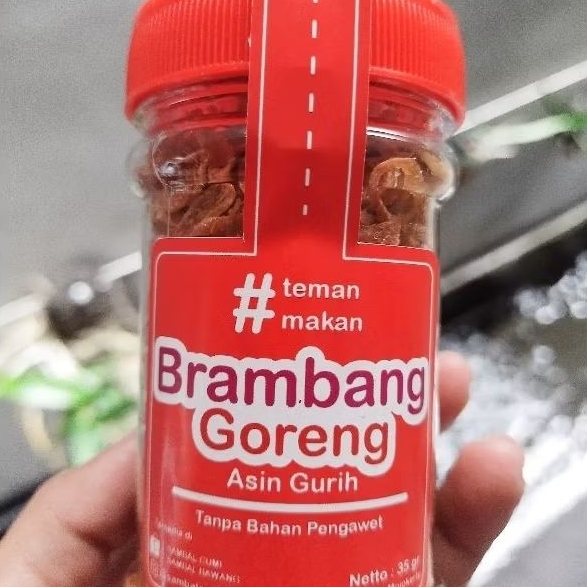 # teman
makan
Brambang
Goreng
Asin Gurih
Tanpa Bahan Pengawet
SAMBAL CUMI
SAMBAL BAWANG
Netto : 35 gr